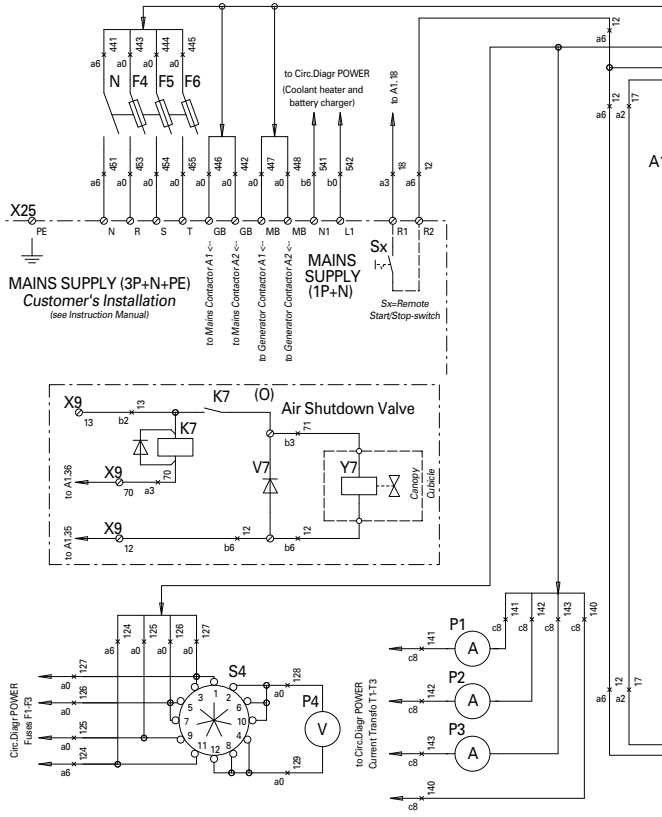 441
443
444
445
a6
a0
a0
a0
N
F4
F5
F6
to Circ.Diagr POWER
(Coolant heater and
battery charger)
to A1.18
12
a6
12
a6
17
a2
A1
451
a6
453
a0
454
a0
455
a0
446
a0
442
a0
447
a0
448
a0
541
b6
542
b0
18
a3
12
a6
X25
PE
N
R
S
T
GB
GB
MB
MB
N1
L1
R1
R2
MAINS SUPPLY (3P+N+PE)
Customer's Installation
(see Instruction Manual)
to Mains Contactor A1 <--
to Mains Contactor A2 <--
to Generator Contactor A1 <--
to Generator Contactor A2 <--
MAINS
SUPPLY
(1P+N)
Sx
Sx=Remote
Start/Stop-switch
X9
13
b2
13
K7
(O)
Air Shutdown Valve
K7
b3
71
to A1.36
X9
70
a3
70
V7
Y7
Canopy
Cubicle
to A1.35
X9
12
b6
12
b6
12
124
125
126
127
a6
a0
a0
a0
Circ.Diagr POWER
Fuses F1-F3
127
a0
126
a0
125
a0
124
a6
S4
1
2
3
4
5
6
7
8
9
10
11
12
128
a0
P4
V
129
a0
to Circ.Diagr POWER
Current Transfo T1-T3
141
c8
P1
A
142
c8
P2
A
143
c8
P3
A
140
c8
141
142
143
140
c8
c8
c8
c8
12
a6
17
a2